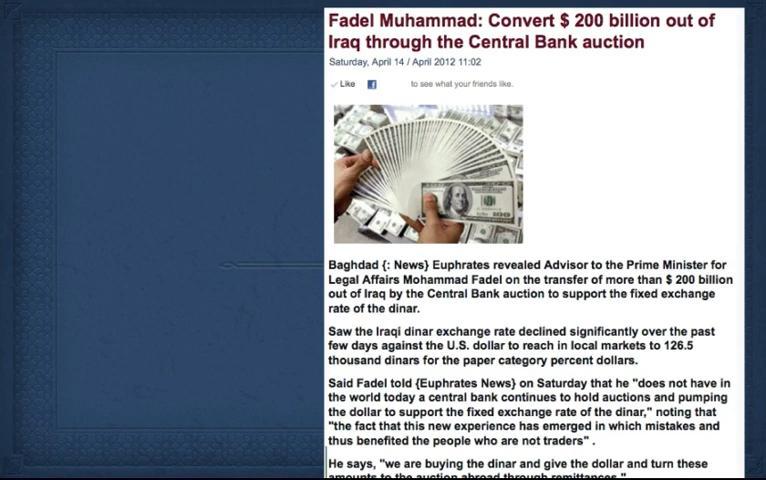 Fadel Muhammad: Convert $ 200 billion out of
Iraq through the Central Bank auction
Saturday, April 14 / April 2012 11:02
Like to see what your friends like.
Baghdad {: News} Euphrates revealed Advisor to the Prime Minister for
Legal Affairs Mohammad Fadel on the transfer of more than $ 200 billion
out of Iraq by the Central Bank auction to support the fixed exchange
rate of the dinar.
Saw the Iraqi dinar exchange rate declined significantly over the past
few days against the U.S. dollar to reach in local markets to 126.5
thousand dinars for the paper category percent dollars.
Said Fadel told {Euphrates News} on Saturday that he "does not have in
the world today a central bank continues to hold auctions and pumping
the dollar to support the fixed exchange rate of the dinar," noting that
"the fact that this new experience has emerged in which mistakes and
thus benefited the people who are not traders" .
He says, "we are buying the dinar and give the dollar and turn these
amounts to the auction abroad through remittances "